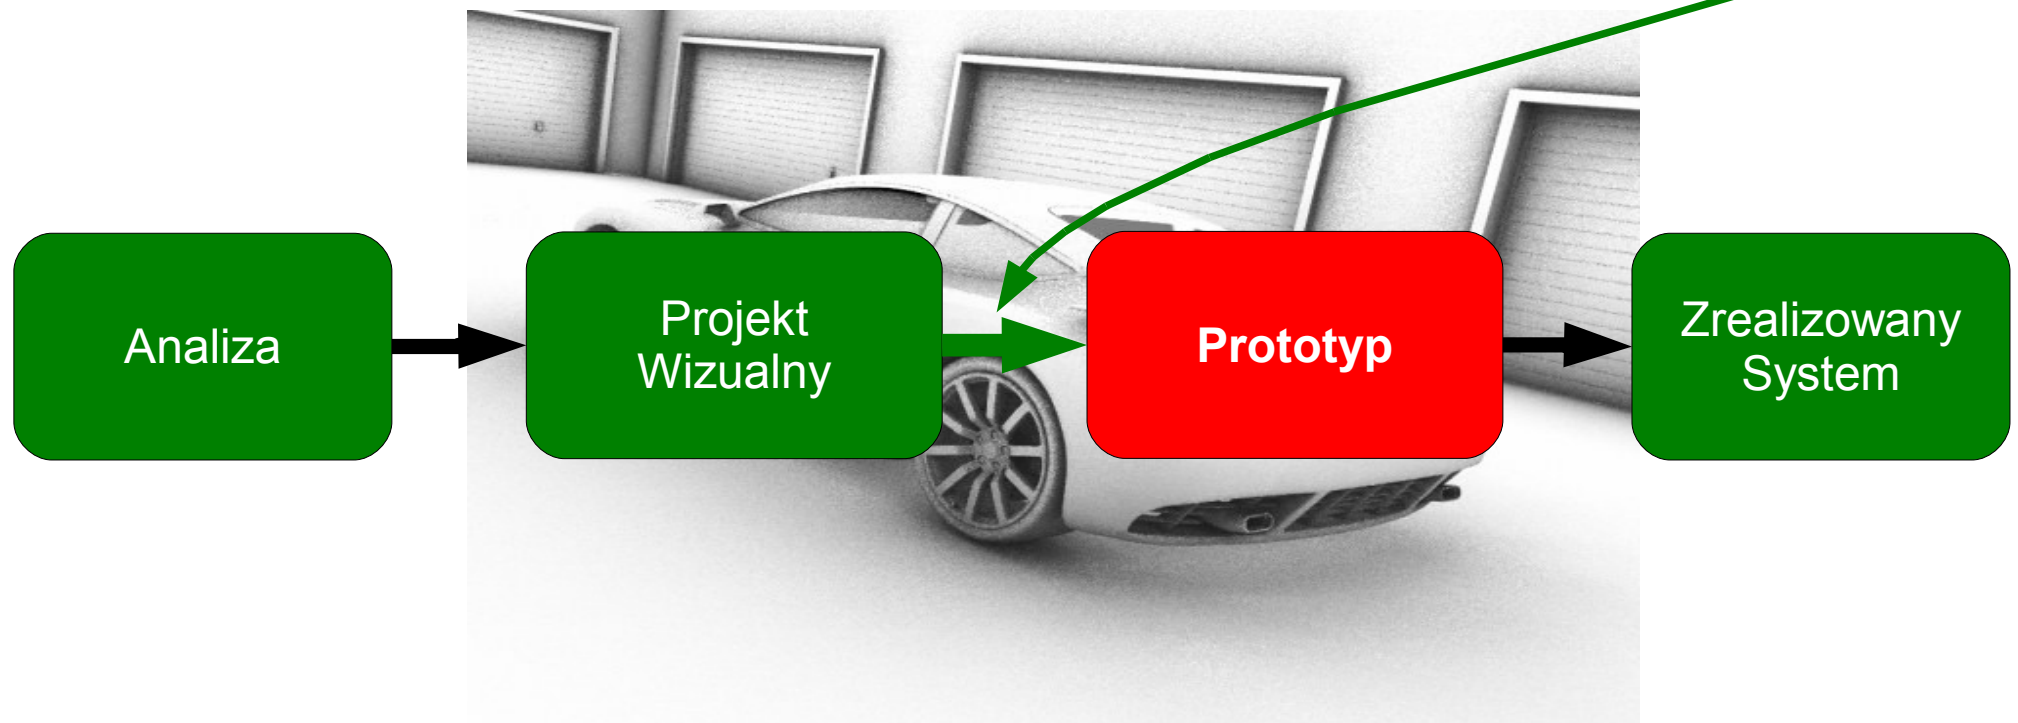 Analiza
Projekt
Wizualny
Prototyp
Zrealizowany
System